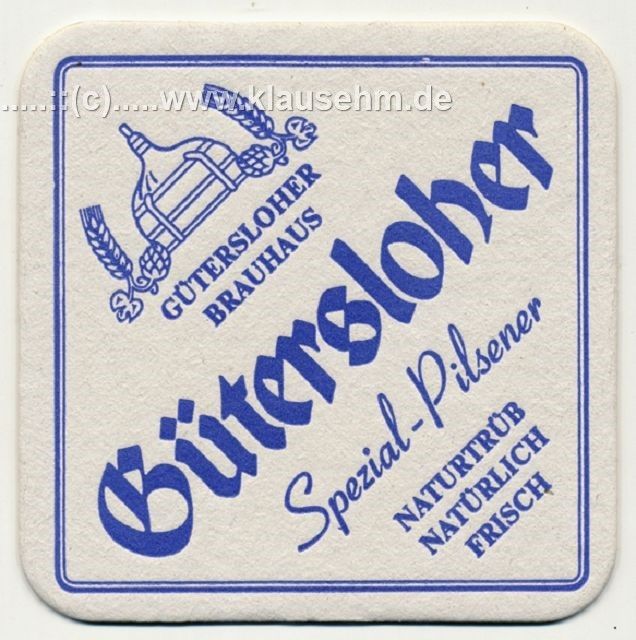 .....::(c).....www.klausehm.de
GÜTERSLOHER
BRAUHAUS
Gütersloher
Spezial-Pilsener
NATURTRÜB
NATÜRLICH
FRISCH